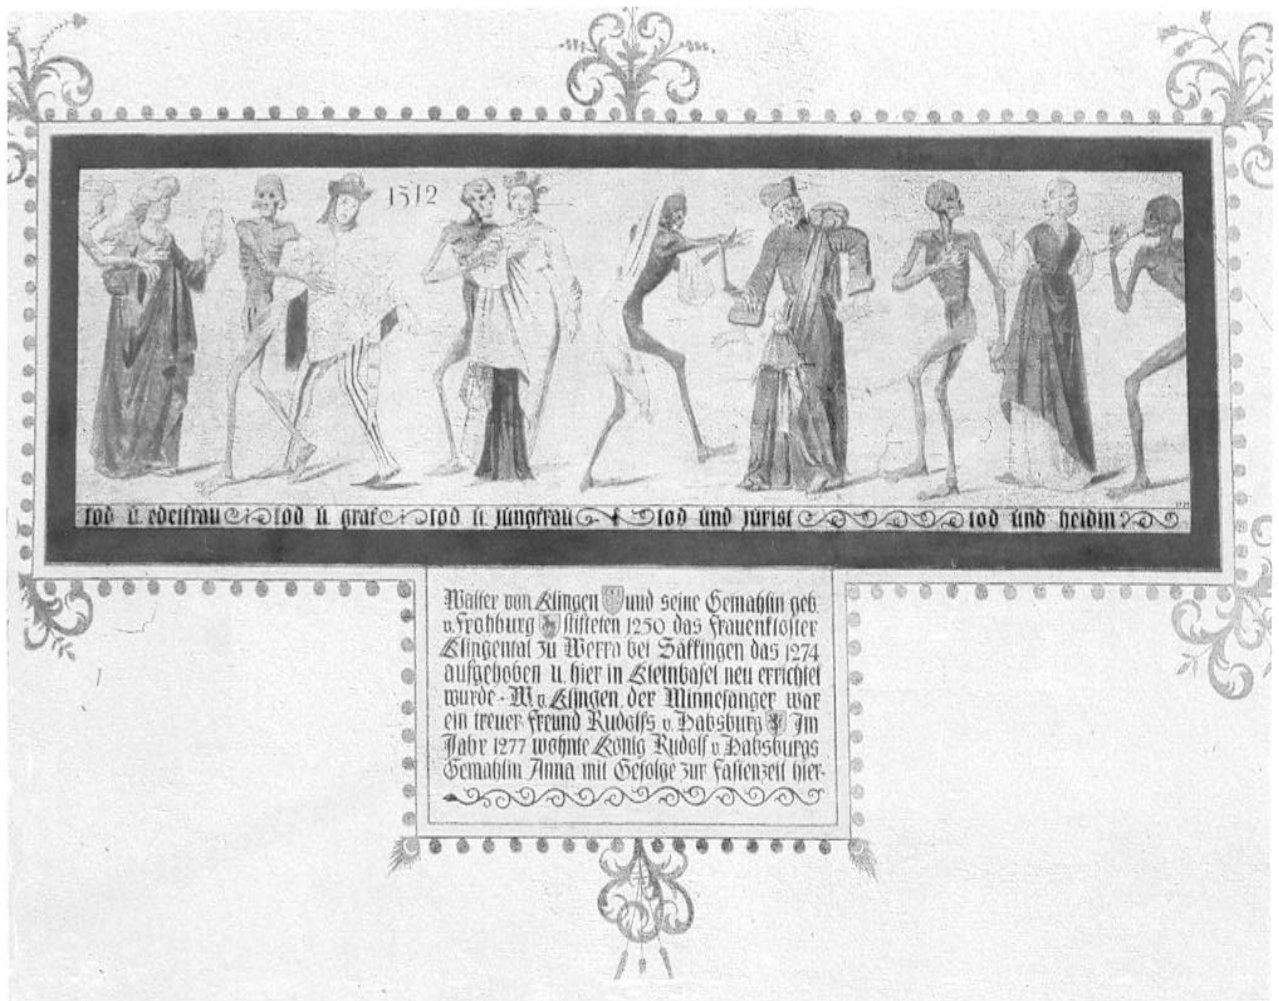 1512
tod u. edelfrau tod u. graf tod u. jungfrau tod und jurist tod und heidin
Walter von Klingen und seine Gemahlin geb.
v. Frohburg stifteten 1250 das Frauenkloster
Klingental zu Werra bei Säkkingen das 1274
aufgehoben u. hier in Kleinbasel neu errichtet
wurde · W. v. Klingen der Minnesänger war
ein treuer Freund Rudolfs v. Habsburg Im
Jahr 1277 wohnte König Rudolf v. Habsburgs
Gemahlin Anna mit Gefolge zur Fastenzeit hier ·